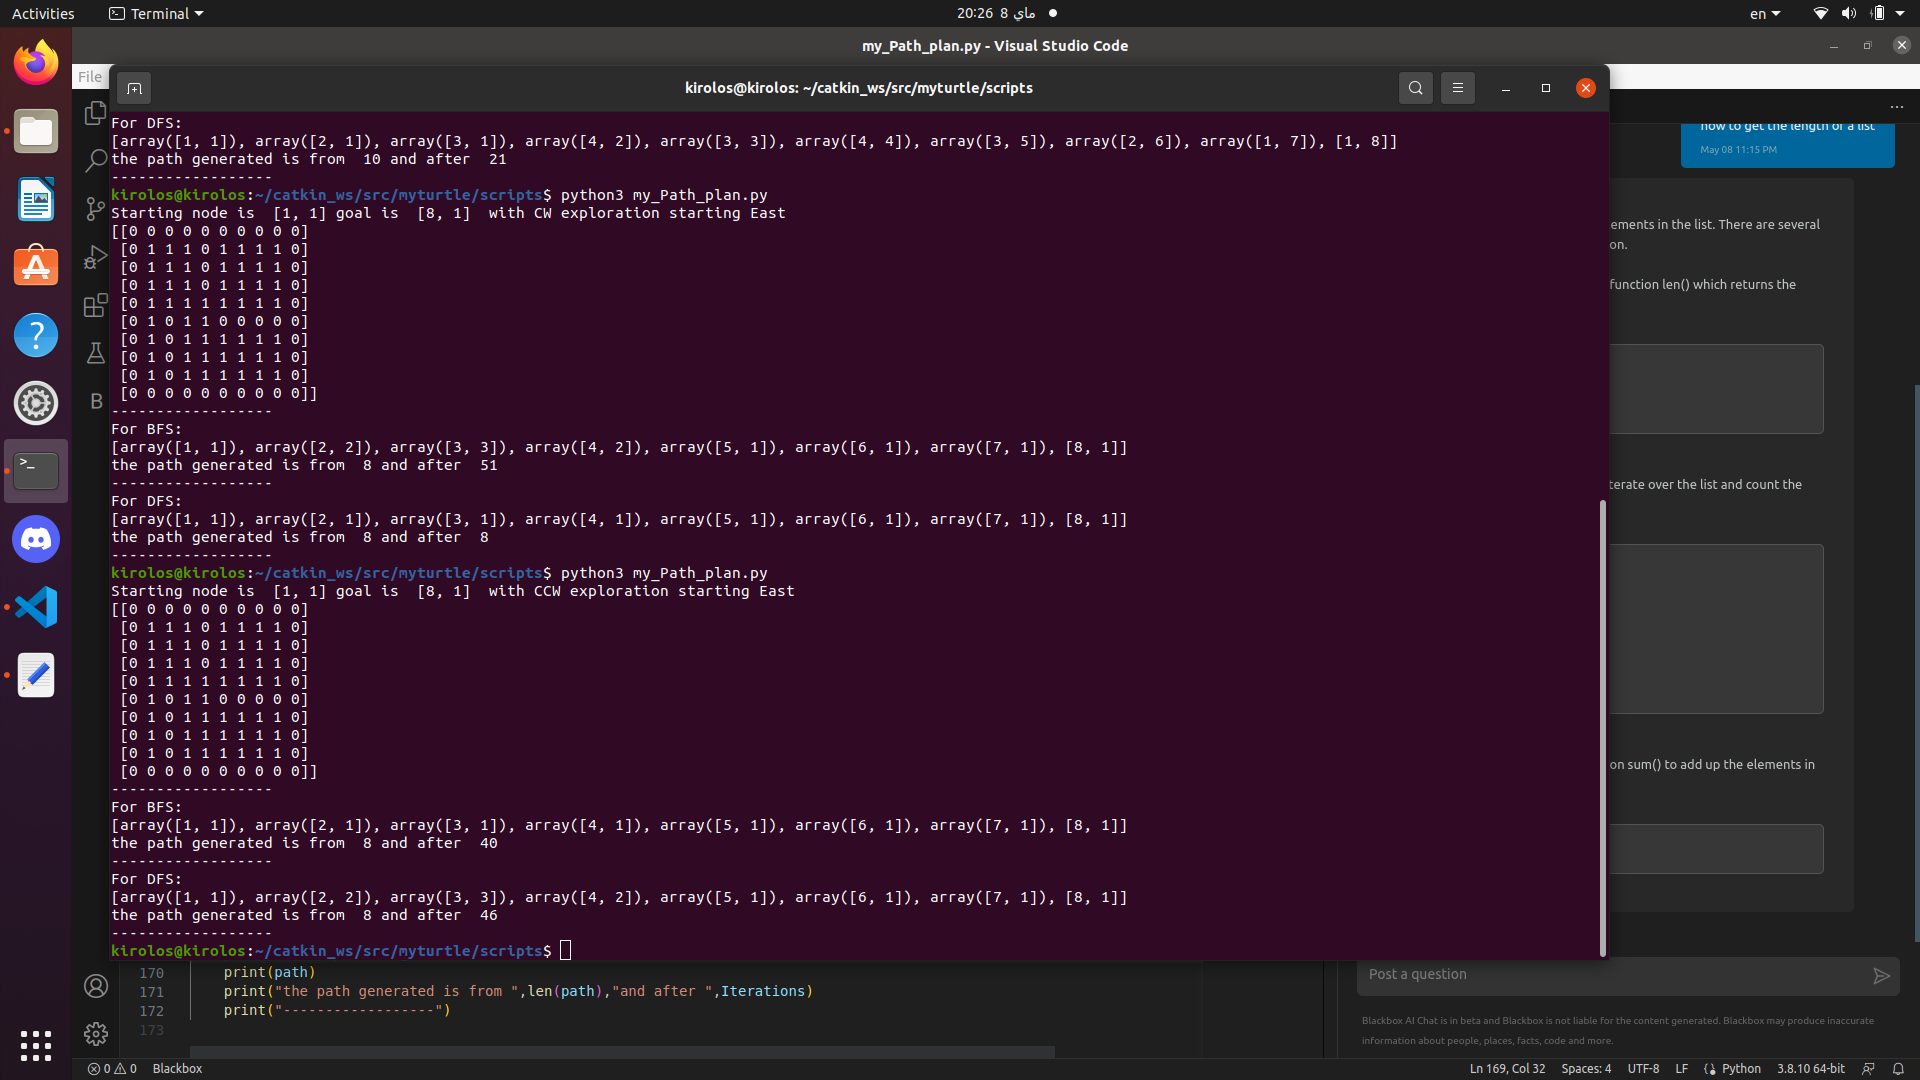 Activities
Terminal
20:26 8 ماي
en
my_Path_plan.py - Visual Studio Code
File
kirolos@kirolos: ~/catkin_ws/src/myturtle/scripts
For DFS:
[array([1, 1]), array([2, 1]), array([3, 1]), array([4, 2]), array([3, 3]), array([4, 4]), array([3, 5]), array([2, 6]), array([1, 7]), [1, 8]]
the path generated is from  10 and after  21
------------------
kirolos@kirolos:~/catkin_ws/src/myturtle/scripts$ python3 my_Path_plan.py
Starting node is  [1, 1] goal is  [8, 1]  with CW exploration starting East
[[0 0 0 0 0 0 0 0 0 0]
 [0 1 1 1 0 1 1 1 1 0]
 [0 1 1 1 0 1 1 1 1 0]
 [0 1 1 1 0 1 1 1 1 0]
 [0 1 1 1 1 1 1 1 1 0]
 [0 1 0 1 1 0 0 0 0 0]
 [0 1 0 1 1 1 1 1 1 0]
 [0 1 0 1 1 1 1 1 1 0]
 [0 1 0 1 1 1 1 1 1 0]
 [0 0 0 0 0 0 0 0 0 0]]
------------------
For BFS:
[array([1, 1]), array([2, 2]), array([3, 3]), array([4, 2]), array([5, 1]), array([6, 1]), array([7, 1]), [8, 1]]
the path generated is from  8 and after  51
------------------
For DFS:
[array([1, 1]), array([2, 1]), array([3, 1]), array([4, 1]), array([5, 1]), array([6, 1]), array([7, 1]), [8, 1]]
the path generated is from  8 and after  8
------------------
kirolos@kirolos:~/catkin_ws/src/myturtle/scripts$ python3 my_Path_plan.py
Starting node is  [1, 1] goal is  [8, 1]  with CCW exploration starting East
[[0 0 0 0 0 0 0 0 0 0]
 [0 1 1 1 0 1 1 1 1 0]
 [0 1 1 1 0 1 1 1 1 0]
 [0 1 1 1 0 1 1 1 1 0]
 [0 1 1 1 1 1 1 1 1 0]
 [0 1 0 1 1 0 0 0 0 0]
 [0 1 0 1 1 1 1 1 1 0]
 [0 1 0 1 1 1 1 1 1 0]
 [0 1 0 1 1 1 1 1 1 0]
 [0 0 0 0 0 0 0 0 0 0]]
------------------
For BFS:
[array([1, 1]), array([2, 1]), array([3, 1]), array([4, 1]), array([5, 1]), array([6, 1]), array([7, 1]), [8, 1]]
the path generated is from  8 and after  40
------------------
For DFS:
[array([1, 1]), array([2, 2]), array([3, 3]), array([4, 2]), array([5, 1]), array([6, 1]), array([7, 1]), [8, 1]]
the path generated is from  8 and after  46
------------------
kirolos@kirolos:~/catkin_ws/src/myturtle/scripts$
how to get the length of a list
May 08 11:15 PM
ements in the list. There are several
on.
function len() which returns the
terate over the list and count the
on sum() to add up the elements in
B
170 print(path)
171 print("the path generated is from ",len(path),"and after ",Iterations)
172 print("------------------")
173
Post a question
Blackbox AI Chat is in beta and Blackbox is not liable for the content generated. Blackbox may produce inaccurate
information about people, places, facts, code and more.
0 0 Blackbox
Ln 169, Col 32 Spaces: 4 UTF-8 LF Python 3.8.10 64-bit